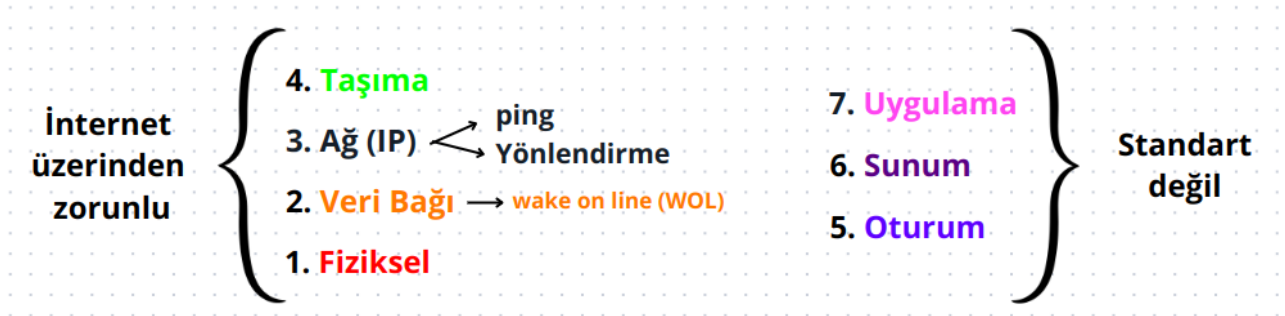 İnternet
üzerinden
zorunlu
4. Taşıma
3. Ağ (IP)
ping
Yönlendirme
2. Veri Bağı
wake on line (WOL)
1. Fiziksel
7. Uygulama
6. Sunum
5. Oturum
Standart
değil